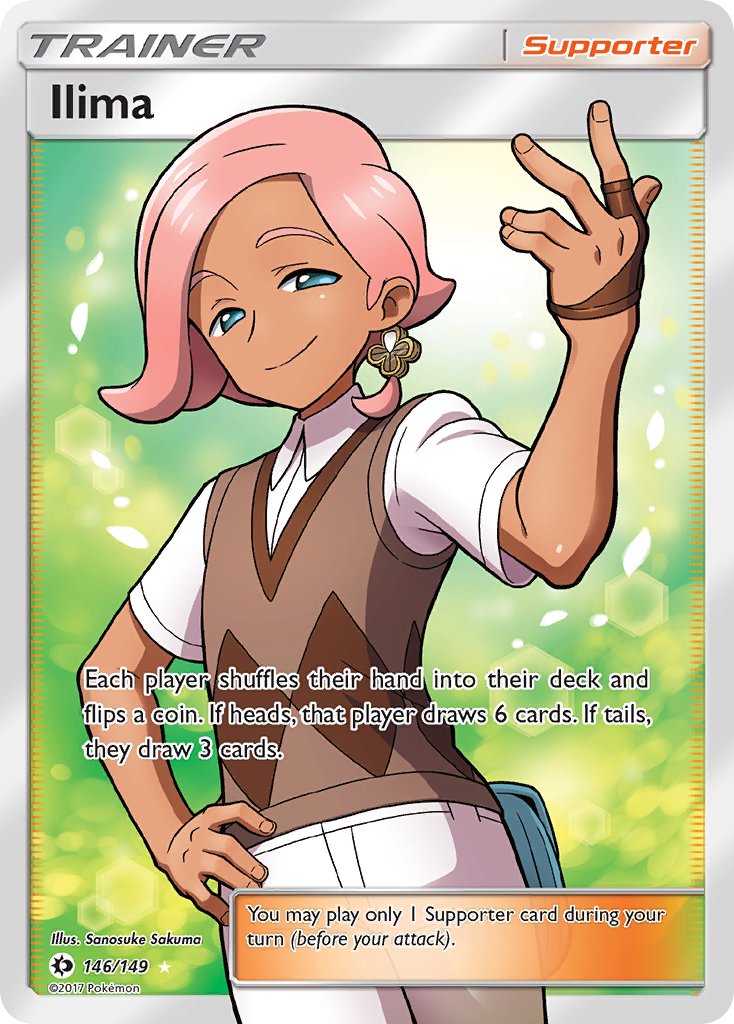 TRAINER
Supporter
Ilima
Each player shuffles their hand into their deck and
flips a coin. If heads, that player draws 6 cards. If tails,
they draw 3 cards.
You may play only 1 Supporter card during your
turn (before your attack).
Illus. Sanosuke Sakuma
146/149
©2017 Pokémon